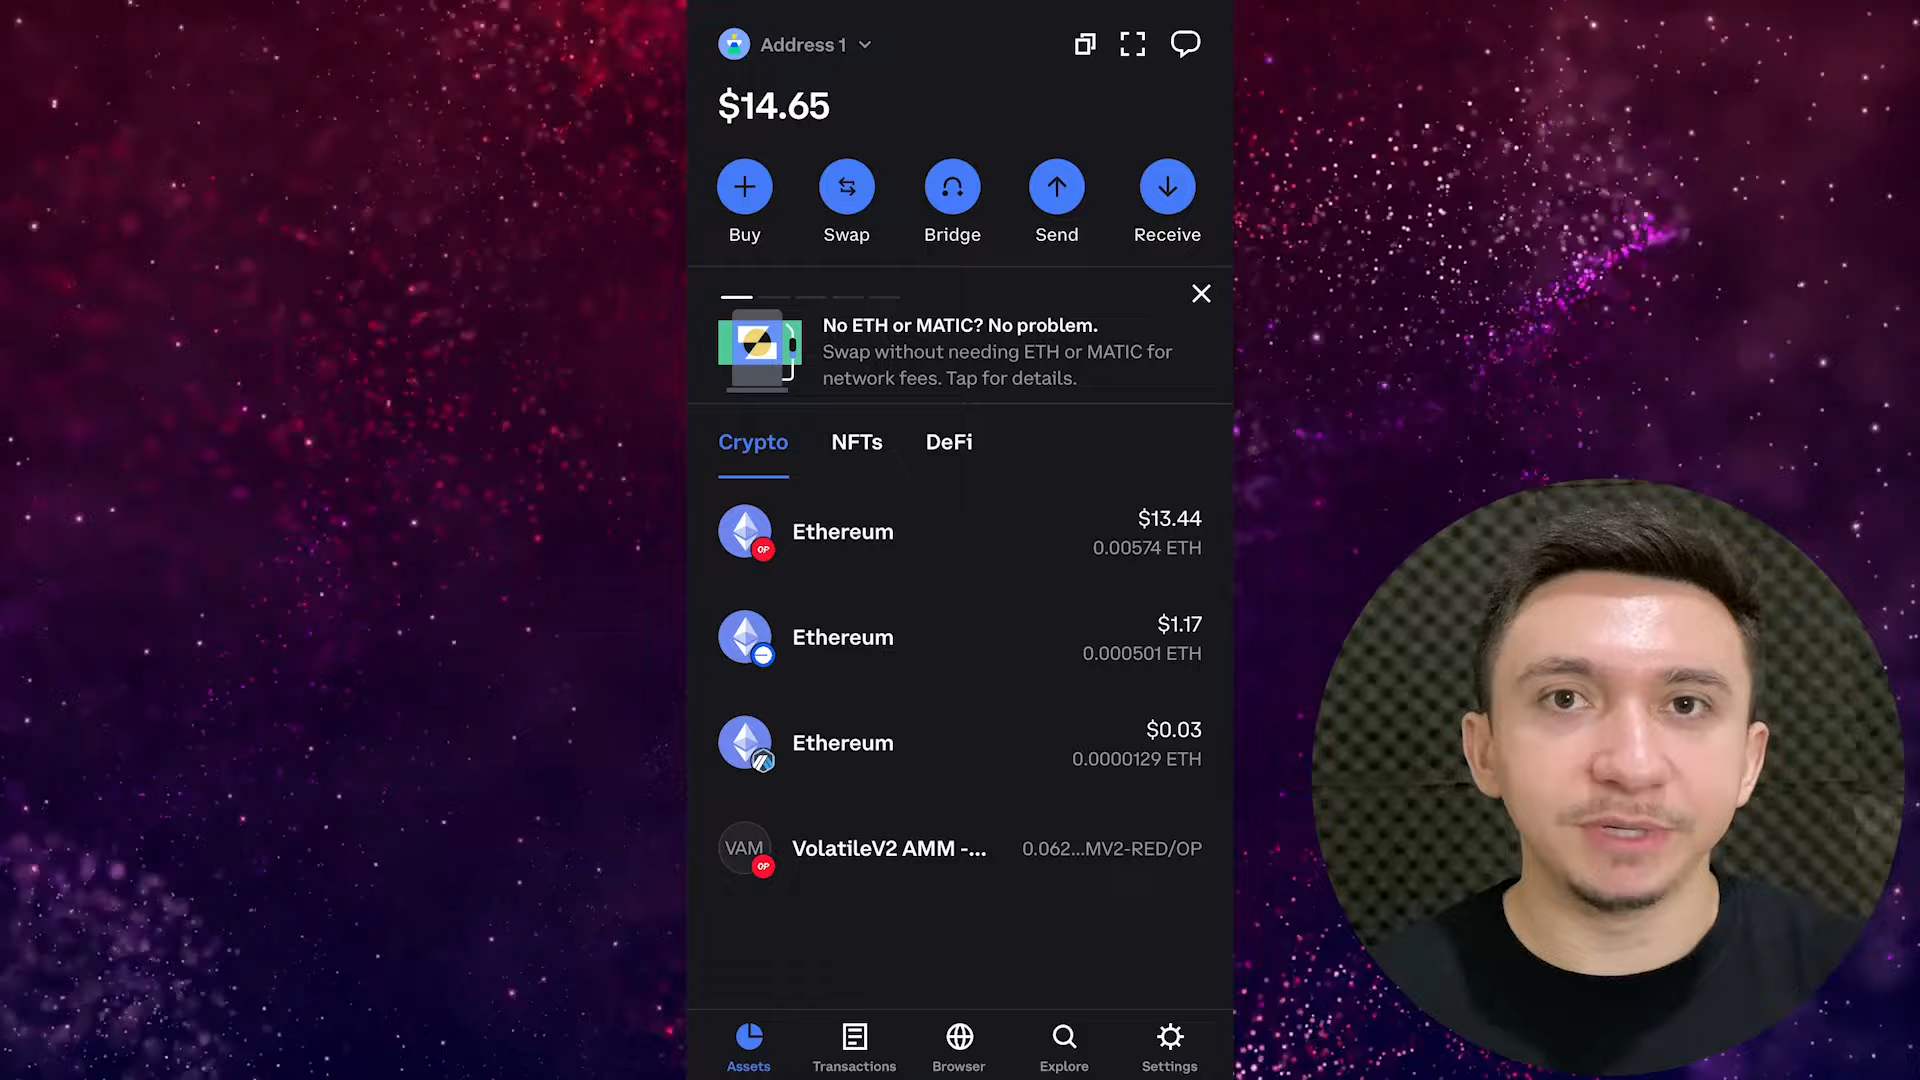 Address 1
$14.65
Buy
Swap
Bridge
Send
Receive
No ETH or MATIC? No problem.
Swap without needing ETH or MATIC for
network fees. Tap for details.
Crypto
NFTs
DeFi
OP
Ethereum
$13.44
0.00574 ETH
Ethereum
$1.17
0.000501 ETH
Ethereum
$0.03
0.0000129 ETH
VAM
OP
VolatileV2 AMM -...
0.062...MV2-RED/OP
Assets
Transactions
Browser
Explore
Settings